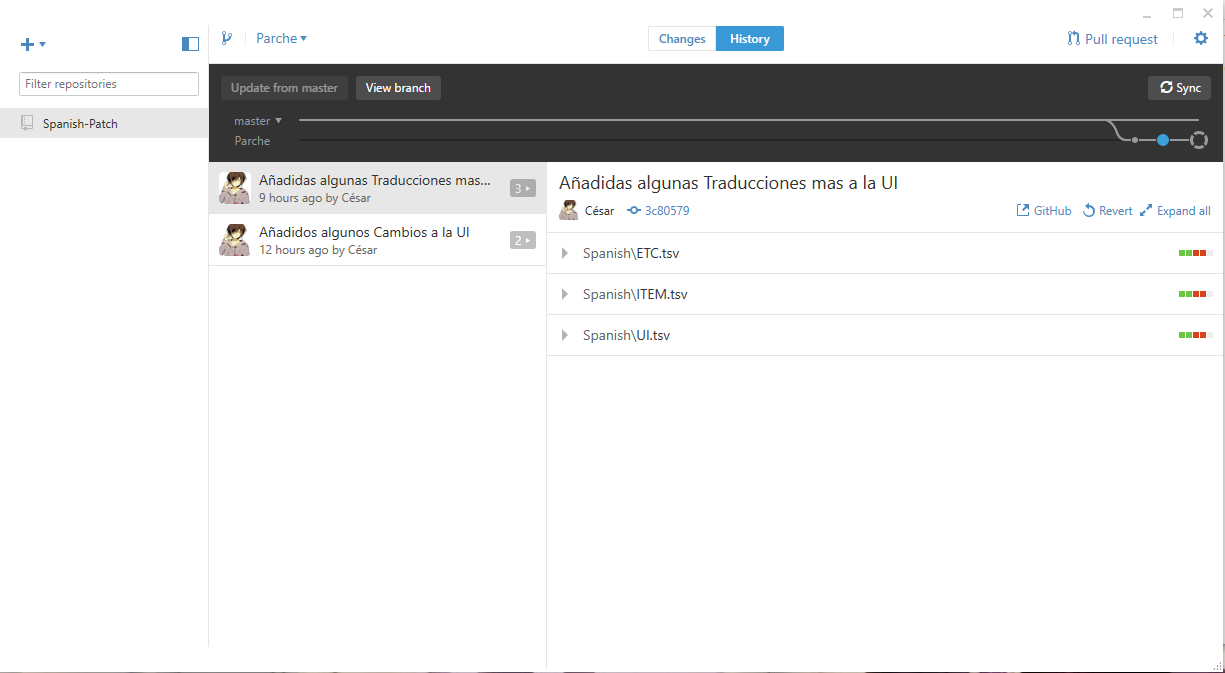 Parche
Changes
History
Pull request
Filter repositories
Spanish-Patch
Update from master
View branch
Sync
master
Parche
Añadidas algunas Traducciones mas...
9 hours ago by César
3
Añadidos algunos Cambios a la UI
12 hours ago by César
2
Añadidas algunas Traducciones mas a la UI
César
3c80579
GitHub
Revert
Expand all
Spanish\ETC.tsv
Spanish\ITEM.tsv
Spanish\UI.tsv